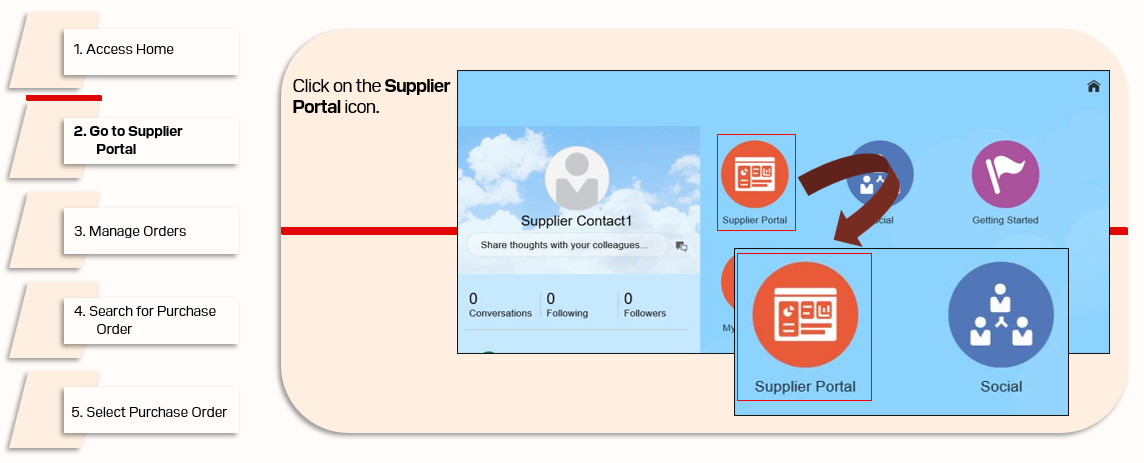 1. Access Home
2. Go to Supplier
Portal
3. Manage Orders
4. Search for Purchase
Order
5. Select Purchase Order
Click on the Supplier
Portal icon.
Supplier Contact1
Share thoughts with your colleagues...
0 0 0
Conversations Following Followers
Supplier Portal Getting Started
My
Supplier Portal Social